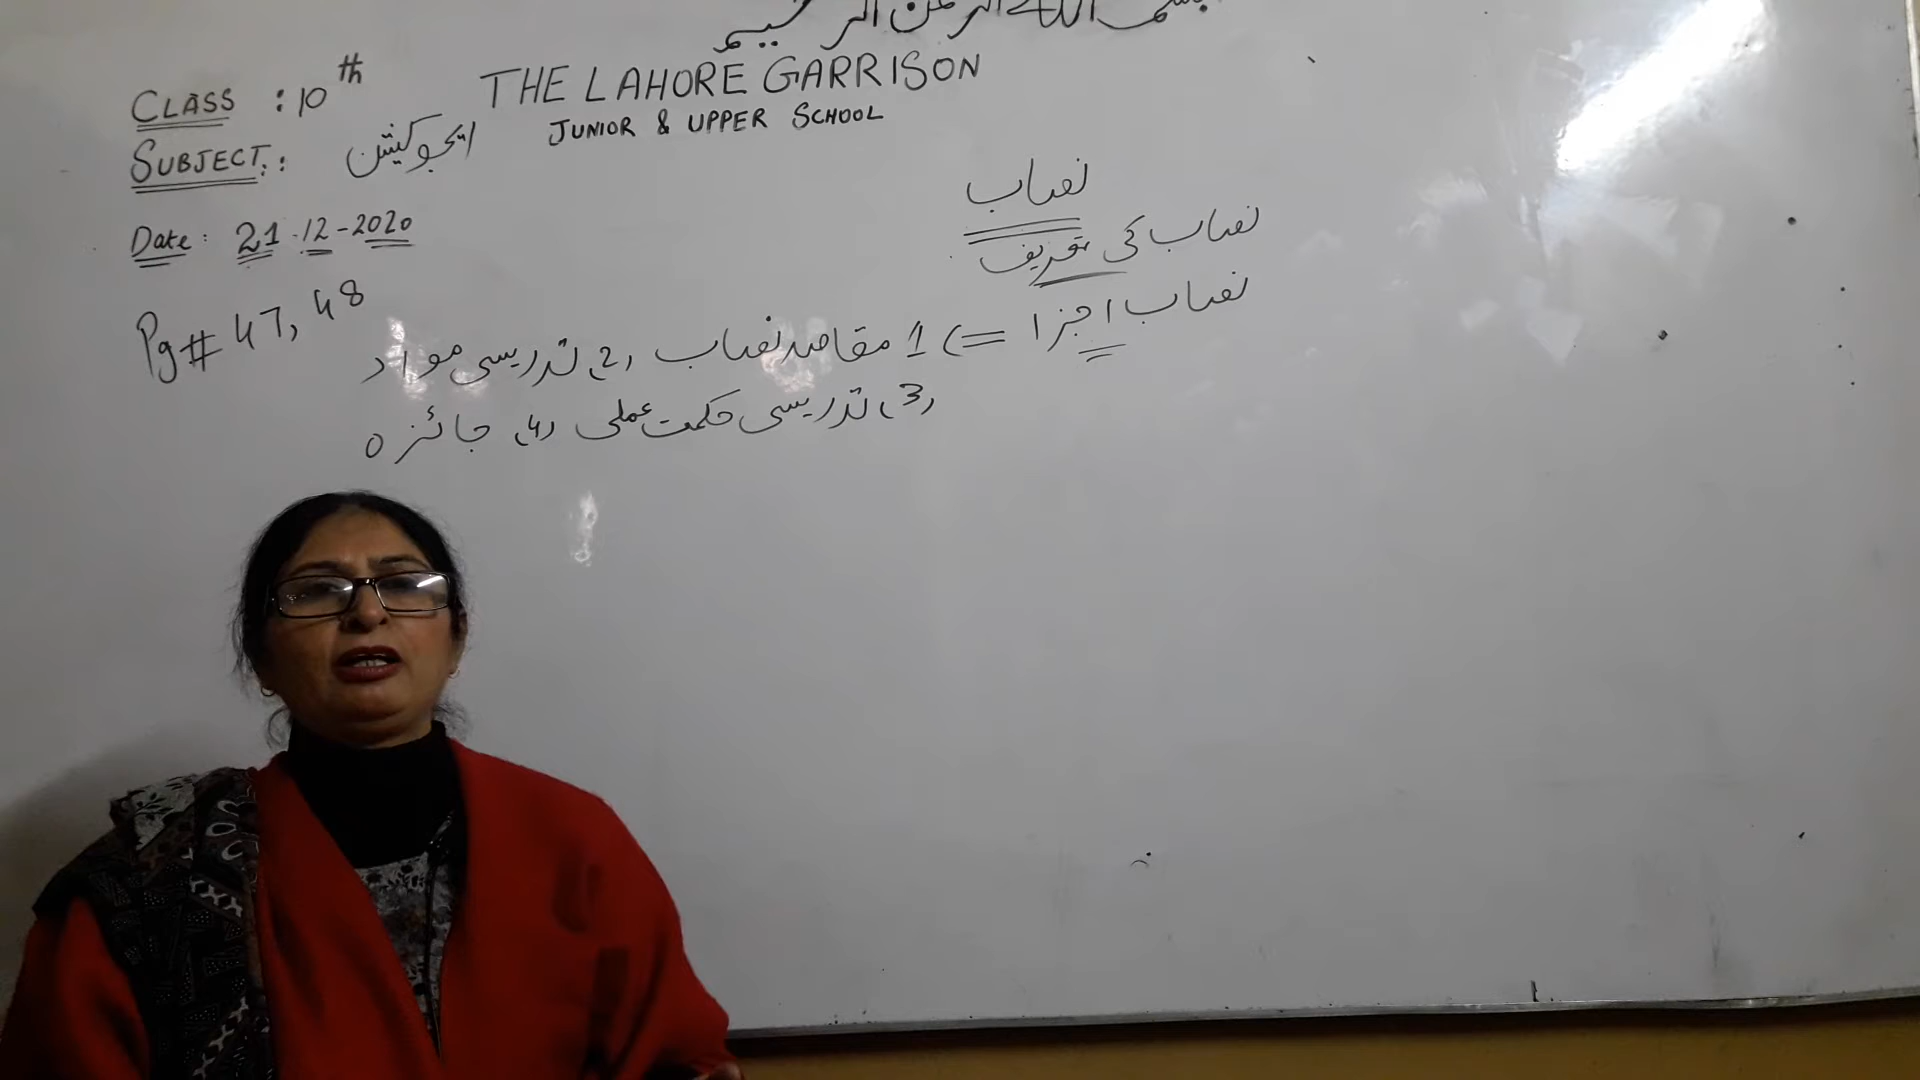 بسم اللہ الرحمن الرحیم
THE LAHORE GARRISON
JUNIOR & UPPER SCHOOL
CLASS : 10th
SUBJECT : ایجوکیشن
Date : 21-12-2020
Pg# 47, 48
نصاب
نصاب کی تعریف
نصاب اجزا => 1 مقاصد نصاب (2) تدریسی مواد
(3) تدریسی حکمت عملی (4) جائزہ